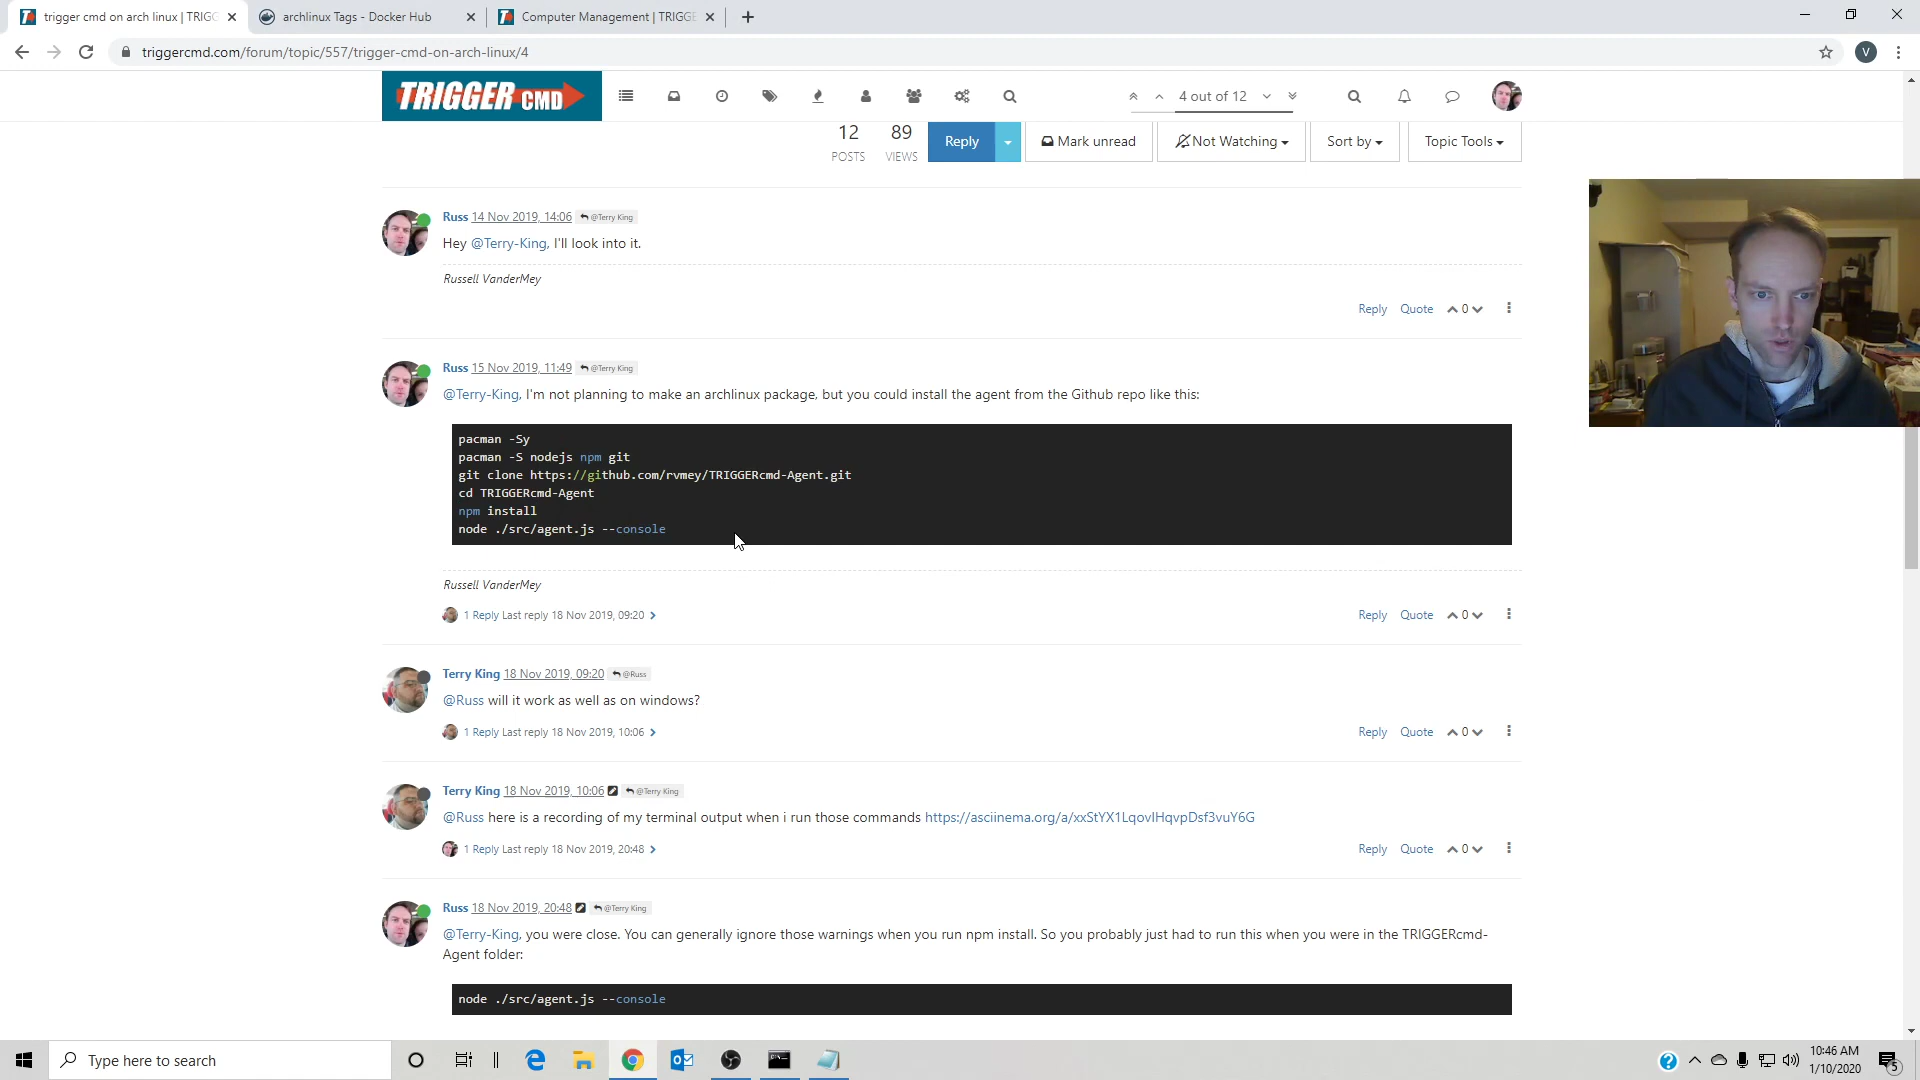 trigger cmd on arch linux | TRIGG
archlinux Tags - Docker Hub
Computer Management | TRIGGE
triggercmd.com/forum/topic/557/trigger-cmd-on-arch-linux/4
V
TRIGGER CMD
4 out of 12
12
POSTS
89
VIEWS
Reply
Mark unread
Not Watching
Sort by
Topic Tools
Russ 14 Nov 2019, 14:06 @Terry King
Hey @Terry-King, I'll look into it.
Russell VanderMey
Reply Quote 0
Russ 15 Nov 2019, 11:49 @Terry King
@Terry-King, I'm not planning to make an archlinux package, but you could install the agent from the Github repo like this:
pacman -Sy
pacman -S nodejs npm git
git clone https://github.com/rvmey/TRIGGERcmd-Agent.git
cd TRIGGERcmd-Agent
npm install
node ./src/agent.js --console
Russell VanderMey
1 Reply Last reply 18 Nov 2019, 09:20
Reply Quote 0
Terry King 18 Nov 2019, 09:20 @Russ
@Russ will it work as well as on windows?
1 Reply Last reply 18 Nov 2019, 10:06
Reply Quote 0
Terry King 18 Nov 2019, 10:06 @Terry King
@Russ here is a recording of my terminal output when i run those commands https://asciinema.org/a/xxStYX1LqovIHqvpDsf3vuY6G
1 Reply Last reply 18 Nov 2019, 20:48
Reply Quote 0
Russ 18 Nov 2019, 20:48 @Terry King
@Terry-King, you were close. You can generally ignore those warnings when you run npm install. So you probably just had to run this when you were in the TRIGGERcmd-
Agent folder:
node ./src/agent.js --console
Type here to search
10:46 AM
1/10/2020
5